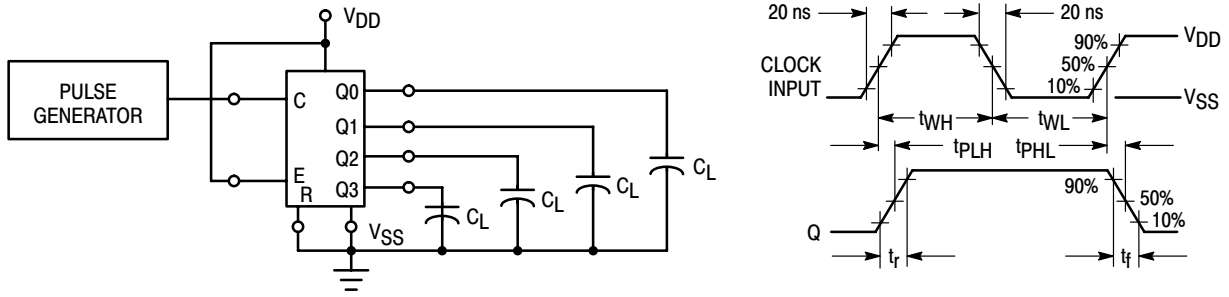 VDD
PULSE
GENERATOR
C
E
R
Q0
Q1
Q2
Q3
VSS
CL
CL
CL
CL
20 ns
20 ns
CLOCK
INPUT
90%
50%
10%
VDD
VSS
tWH
tWL
tPLH
tPHL
Q
90%
50%
10%
tr
tf